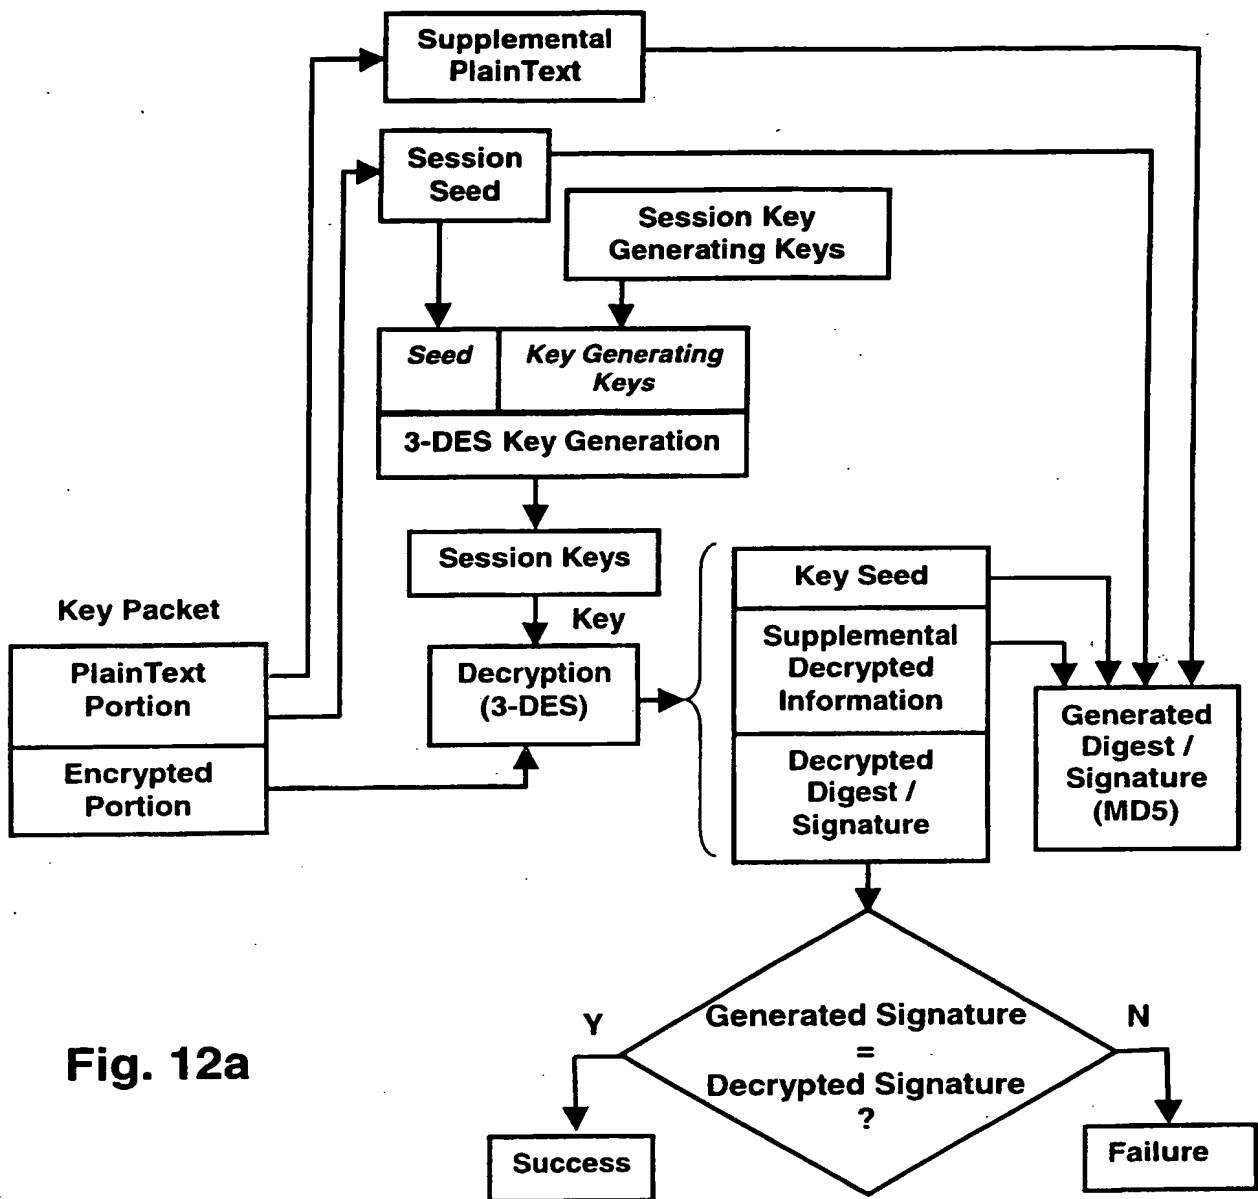 Supplemental
PlainText
Session
Seed
Session Key
Generating Keys
Seed
Key Generating
Keys
3-DES Key Generation
Session Keys
Key
Key Packet
PlainText
Portion
Encrypted
Portion
Decryption
(3-DES)
Key Seed
Supplemental
Decrypted
Information
Decrypted
Digest /
Signature
Generated
Digest /
Signature
(MD5)
Y
Generated Signature
=
Decrypted Signature
?
N
Success
Failure
Fig. 12a